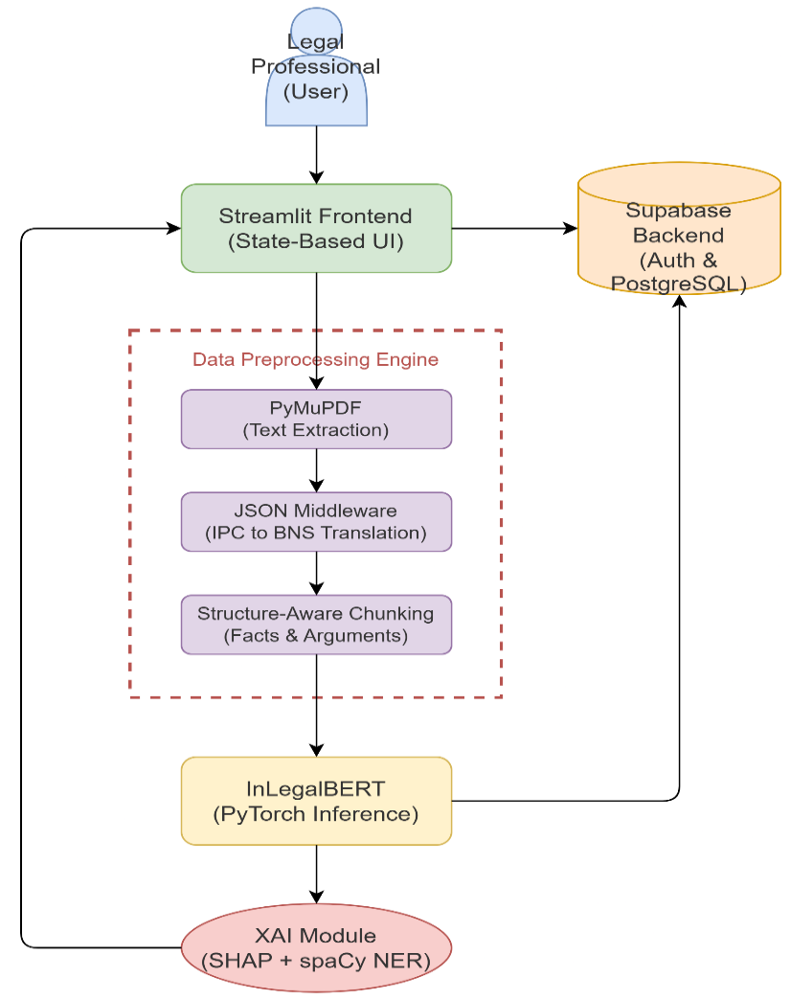 Legal
Professional
(User)
Streamlit Frontend
(State-Based UI)
Supabase
Backend
(Auth &
PostgreSQL)
Data Preprocessing Engine
PyMuPDF
(Text Extraction)
JSON Middleware
(IPC to BNS Translation)
Structure-Aware Chunking
(Facts & Arguments)
InLegalBERT
(PyTorch Inference)
XAI Module
(SHAP + spaCy NER)